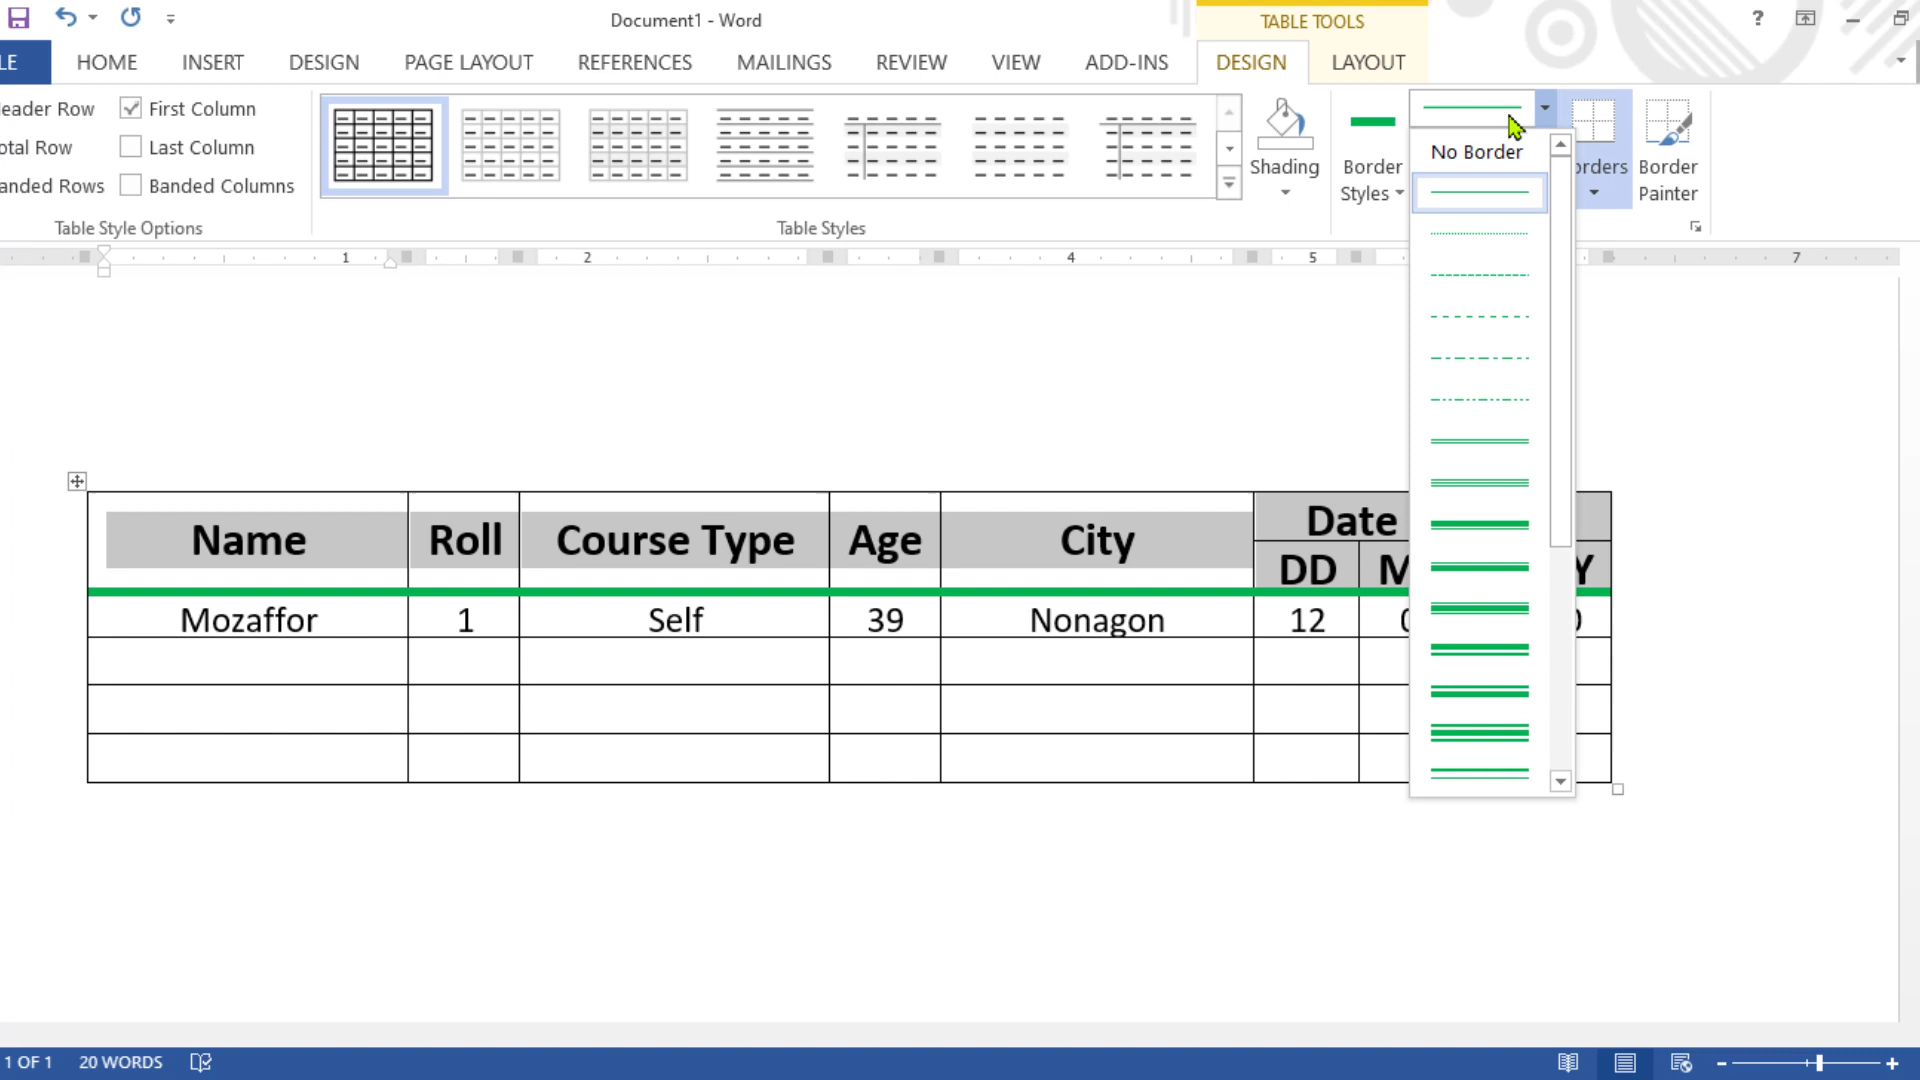 Document1 - Word
TABLE TOOLS
?
LE
HOME
INSERT
DESIGN
PAGE LAYOUT
REFERENCES
MAILINGS
REVIEW
VIEW
ADD-INS
DESIGN
LAYOUT
eader Row
First Column
otal Row
Last Column
anded Rows
Banded Columns
Table Style Options
Table Styles
Shading
Border
Styles
No Border
orders
Border
Painter
1 2 4 5 7
Name Roll Course Type Age City Date
DD M Y
Mozaffor 1 Self 39 Nonagon 12
1 OF 1
20 WORDS